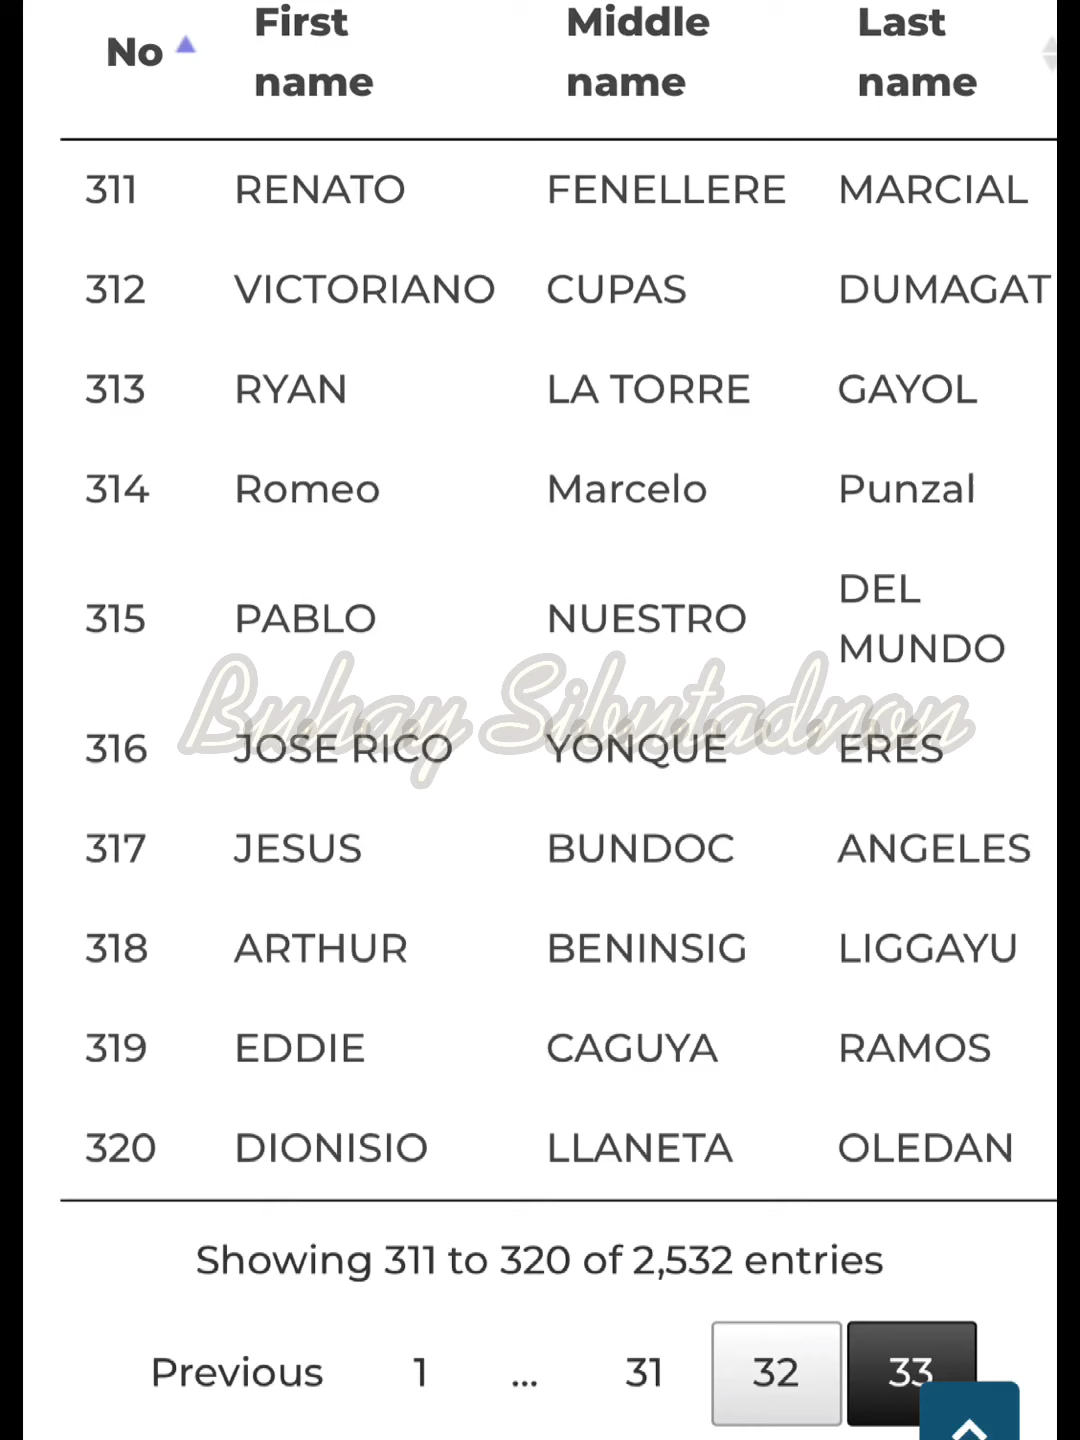 No First name Middle name Last name
311 RENATO FENELLERE MARCIAL
312 VICTORIANO CUPAS DUMAGAT
313 RYAN LA TORRE GAYOL
314 Romeo Marcelo Punzal
315 PABLO NUESTRO DEL MUNDO
Buhay Sibutadnon
316 JOSE RICO YONQUE ERES
317 JESUS BUNDOC ANGELES
318 ARTHUR BENINSIG LIGGAYU
319 EDDIE CAGUYA RAMOS
320 DIONISIO LLANETA OLEDAN
Showing 311 to 320 of 2,532 entries
Previous 1 ... 31 32 33